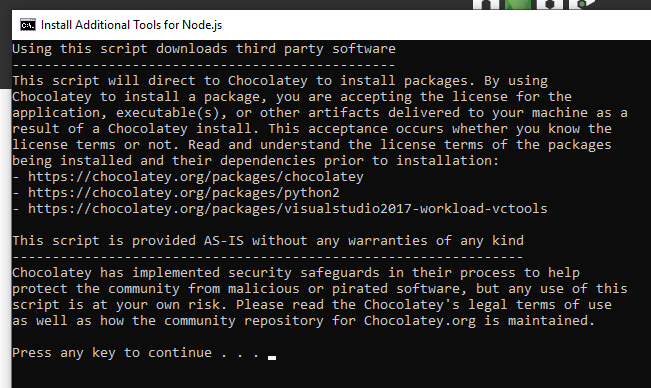 Install Additional Tools for Node.js
Using this script downloads third party software
------------------------------------------------
This script will direct to Chocolatey to install packages. By using
Chocolatey to install a package, you are accepting the license for the
application, executable(s), or other artifacts delivered to your machine as a
result of a Chocolatey install. This acceptance occurs whether you know the
license terms or not. Read and understand the license terms of the packages
being installed and their dependencies prior to installation:
- https://chocolatey.org/packages/chocolatey
- https://chocolatey.org/packages/python2
- https://chocolatey.org/packages/visualstudio2017-workload-vctools
This script is provided AS-IS without any warranties of any kind
----------------------------------------------------------------
Chocolatey has implemented security safeguards in their process to help
protect the community from malicious or pirated software, but any use of this
script is at your own risk. Please read the Chocolatey's legal terms of use
as well as how the community repository for Chocolatey.org is maintained.
Press any key to continue . . .